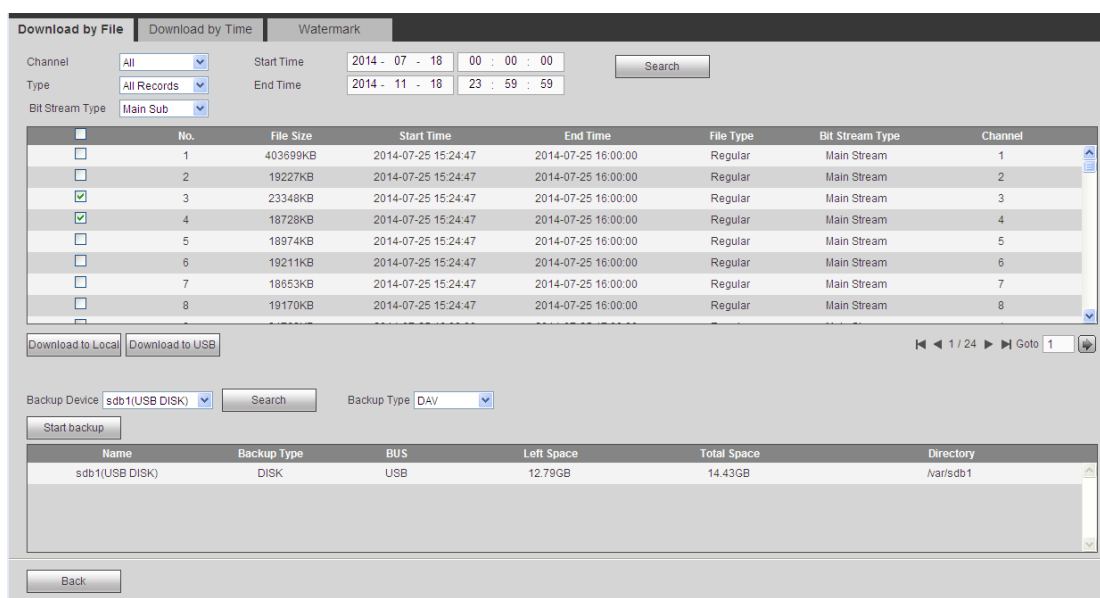 Download by File Download by Time Watermark
Channel All Start Time 2014 - 07 - 18 00 : 00 : 00 Search
Type All Records End Time 2014 - 11 - 18 23 : 59 : 59
Bit Stream Type Main Sub
No. File Size Start Time End Time File Type Bit Stream Type Channel
1 403699KB 2014-07-25 15:24:47 2014-07-25 16:00:00 Regular Main Stream 1
2 19227KB 2014-07-25 15:24:47 2014-07-25 16:00:00 Regular Main Stream 2
3 23348KB 2014-07-25 15:24:47 2014-07-25 16:00:00 Regular Main Stream 3
4 18728KB 2014-07-25 15:24:47 2014-07-25 16:00:00 Regular Main Stream 4
5 18974KB 2014-07-25 15:24:47 2014-07-25 16:00:00 Regular Main Stream 5
6 19211KB 2014-07-25 15:24:47 2014-07-25 16:00:00 Regular Main Stream 6
7 18653KB 2014-07-25 15:24:47 2014-07-25 16:00:00 Regular Main Stream 7
8 19170KB 2014-07-25 15:24:47 2014-07-25 16:00:00 Regular Main Stream 8
Download to Local Download to USB 1 / 24 Goto 1
Backup Device sdb1(USB DISK) Search Backup Type DAV
Start backup
Name Backup Type BUS Left Space Total Space Directory
sdb1(USB DISK) DISK USB 12.79GB 14.43GB /var/sdb1
Back